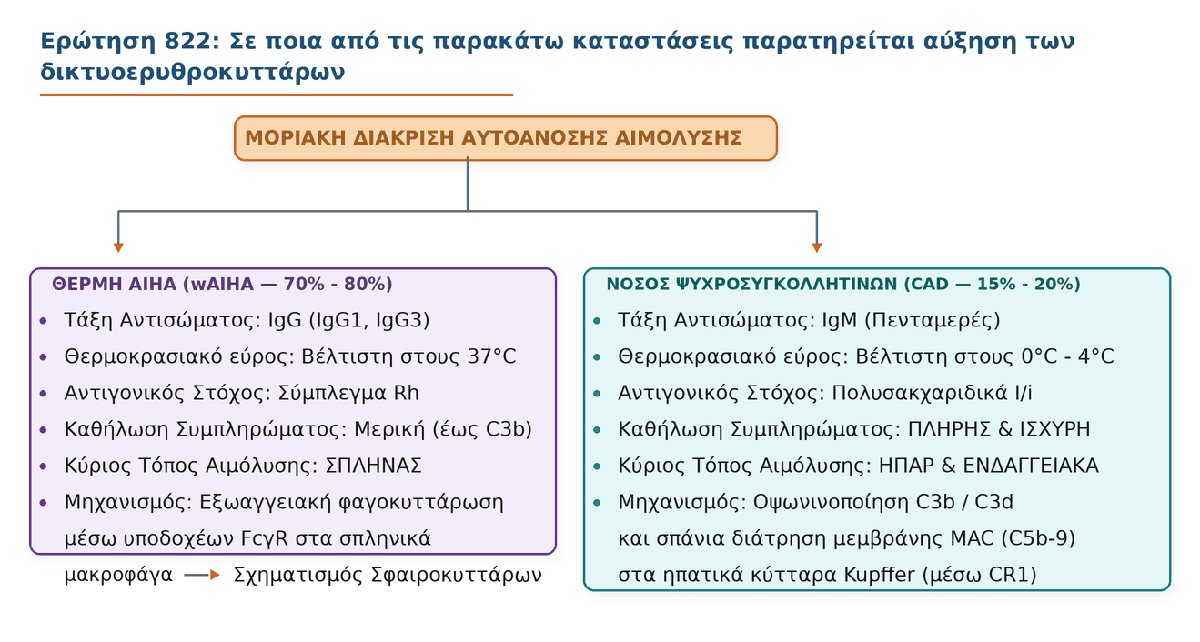 Ερώτηση 822: Σε ποια από τις παρακάτω καταστάσεις παρατηρείται αύξηση των
δικτυοερυθροκυττάρων
ΜΟΡΙΑΚΗ ΔΙΑΚΡΙΣΗ ΑΥΤΟΑΝΟΣΗΣ ΑΙΜΟΛΥΣΗΣ
ΘΕΡΜΗ ΑΙΗΑ (wAIHA — 70% - 80%)
• Τάξη Αντισώματος: IgG (IgG1, IgG3)
• Θερμοκρασιακό εύρος: Βέλτιστη στους 37°C
• Αντιγονικός Στόχος: Σύμπλεγμα Rh
• Καθήλωση Συμπληρώματος: Μερική (έως C3b)
• Κύριος Τόπος Αιμόλυσης: ΣΠΛΗΝΑΣ
• Μηχανισμός: Εξωαγγειακή φαγοκυττάρωση
μέσω υποδοχέων FcγR στα σπληνικά
μακροφάγα → Σχηματισμός Σφαιροκυττάρων
ΝΟΣΟΣ ΨΥΧΡΟΣΥΓΚΟΛΛΗΤΙΝΩΝ (CAD — 15% - 20%)
• Τάξη Αντισώματος: IgM (Πενταμερές)
• Θερμοκρασιακό εύρος: Βέλτιστη στους 0°C - 4°C
• Αντιγονικός Στόχος: Πολυσακχαριδικά I/i
• Καθήλωση Συμπληρώματος: ΠΛΗΡΗΣ & ΙΣΧΥΡΗ
• Κύριος Τόπος Αιμόλυσης: ΗΠΑΡ & ΕΝΔΑΓΓΕΙΑΚΑ
• Μηχανισμός: Οψωνινοποίηση C3b / C3d
και σπάνια διάτρηση μεμβράνης MAC (C5b-9)
στα ηπατικά κύτταρα Kupffer (μέσω CR1)